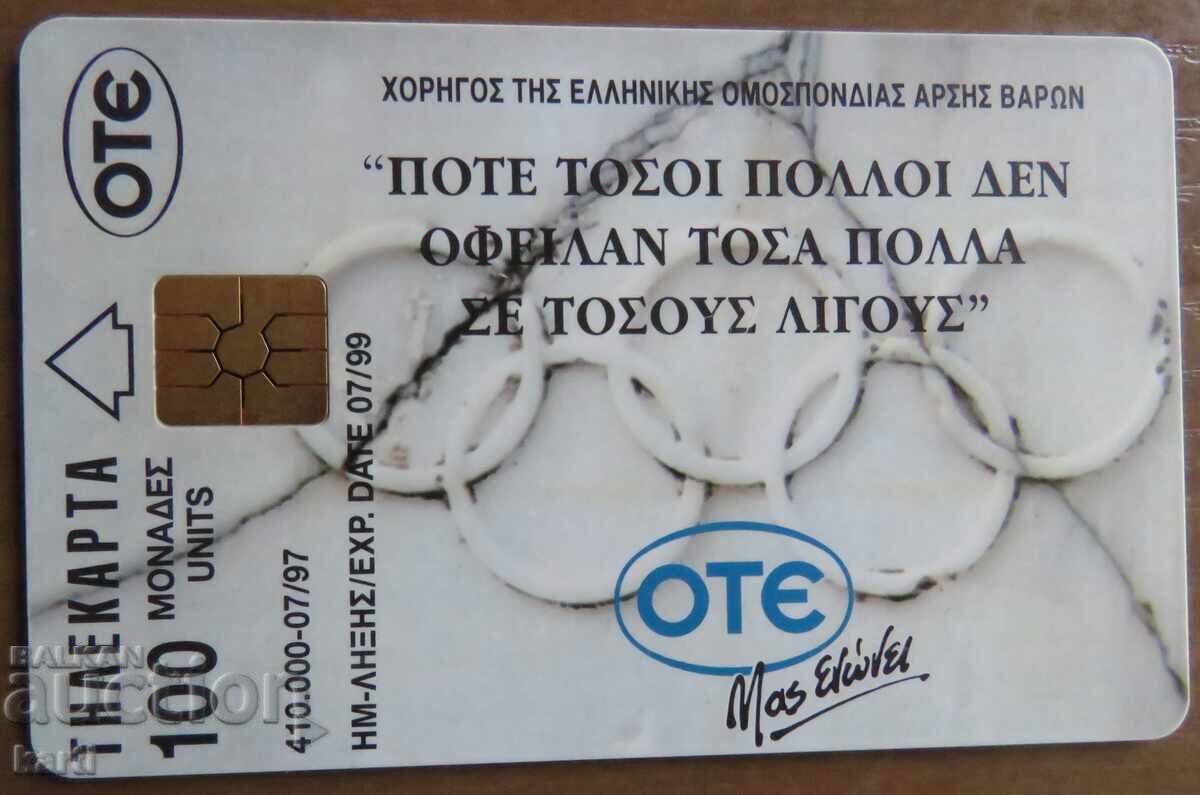 ΟΤΕ
ΧΟΡΗΓΟΣ ΤΗΣ ΕΛΛΗΝΙΚΗΣ ΟΜΟΣΠΟΝΔΙΑΣ ΑΡΣΗΣ ΒΑΡΩΝ
“ΠΟΤΕ ΤΟΣΟΙ ΠΟΛΛΟΙ ΔΕΝ
ΟΦΕΙΛΑΝ ΤΟΣΑ ΠΟΛΛΑ
ΣΕ ΤΟΣΟΥΣ ΛΙΓΟΥΣ”
ΤΗΛΕΚΑΡΤΑ
100 ΜΟΝΑΔΕΣ
UNITS
410.000-07/97
ΗΜ-ΛΗΞΗΣ/EXP. DATE 07/99
ΟΤΕ
Μας ενώνει
BALKAN
auction
karti